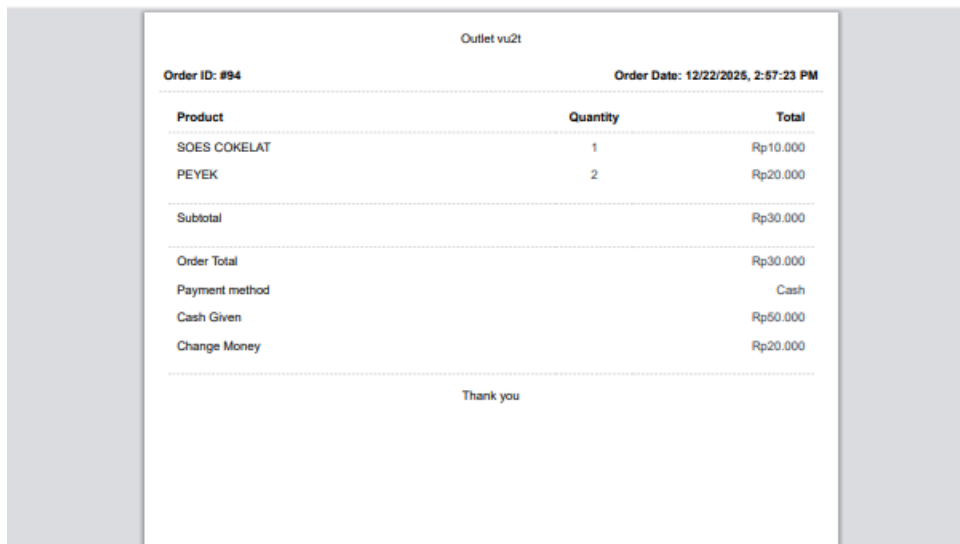 Outlet vu2t
Order ID: #94 Order Date: 12/22/2025, 2:57:23 PM
Product Quantity Total
SOES COKELAT 1 Rp10.000
PEYEK 2 Rp20.000
Subtotal Rp30.000
Order Total Rp30.000
Payment method Cash
Cash Given Rp50.000
Change Money Rp20.000
Thank you